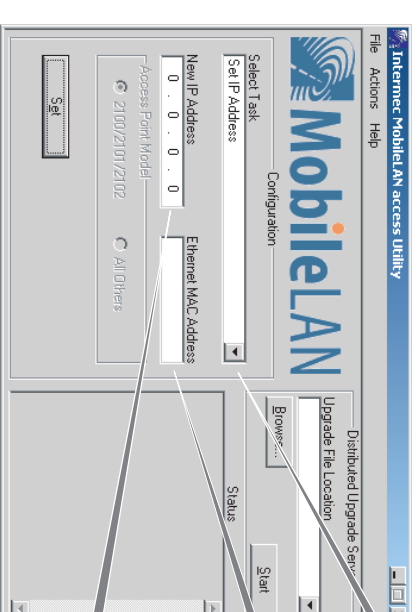 Intermec MobileLAN access Utility
File Actions Help
MobileLAN
Configuration
Select Task
Set IP Address
New IP Address
0 . 0 . 0 . 0
Ethernet MAC Address
Access Point Model
2100/2101/2102
All Others
Set
Distributed Upgrade Serv
Upgrade File Location
Browse...
Start
Status